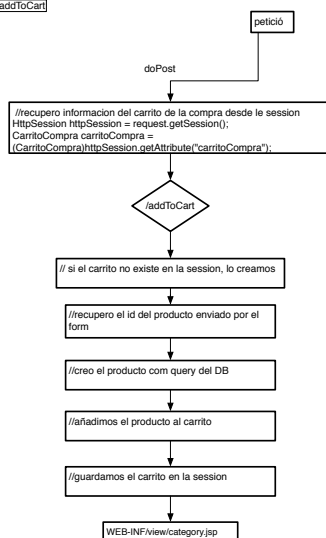 addToCart
petició
doPost
//recupero informacion del carrito de la compra desde le session
HttpSession httpSession = request.getSession();
CarritoCompra carritoCompra =
(CarritoCompra)httpSession.getAttribute("carritoCompra");
/addToCart
// si el carrito no existe en la session, lo creamos
//recupero el id del producto enviado por el
form
//creo el producto com query del DB
//añadimos el producto al carrito
//guardamos el carrito en la session
WEB-INF/view/category.jsp